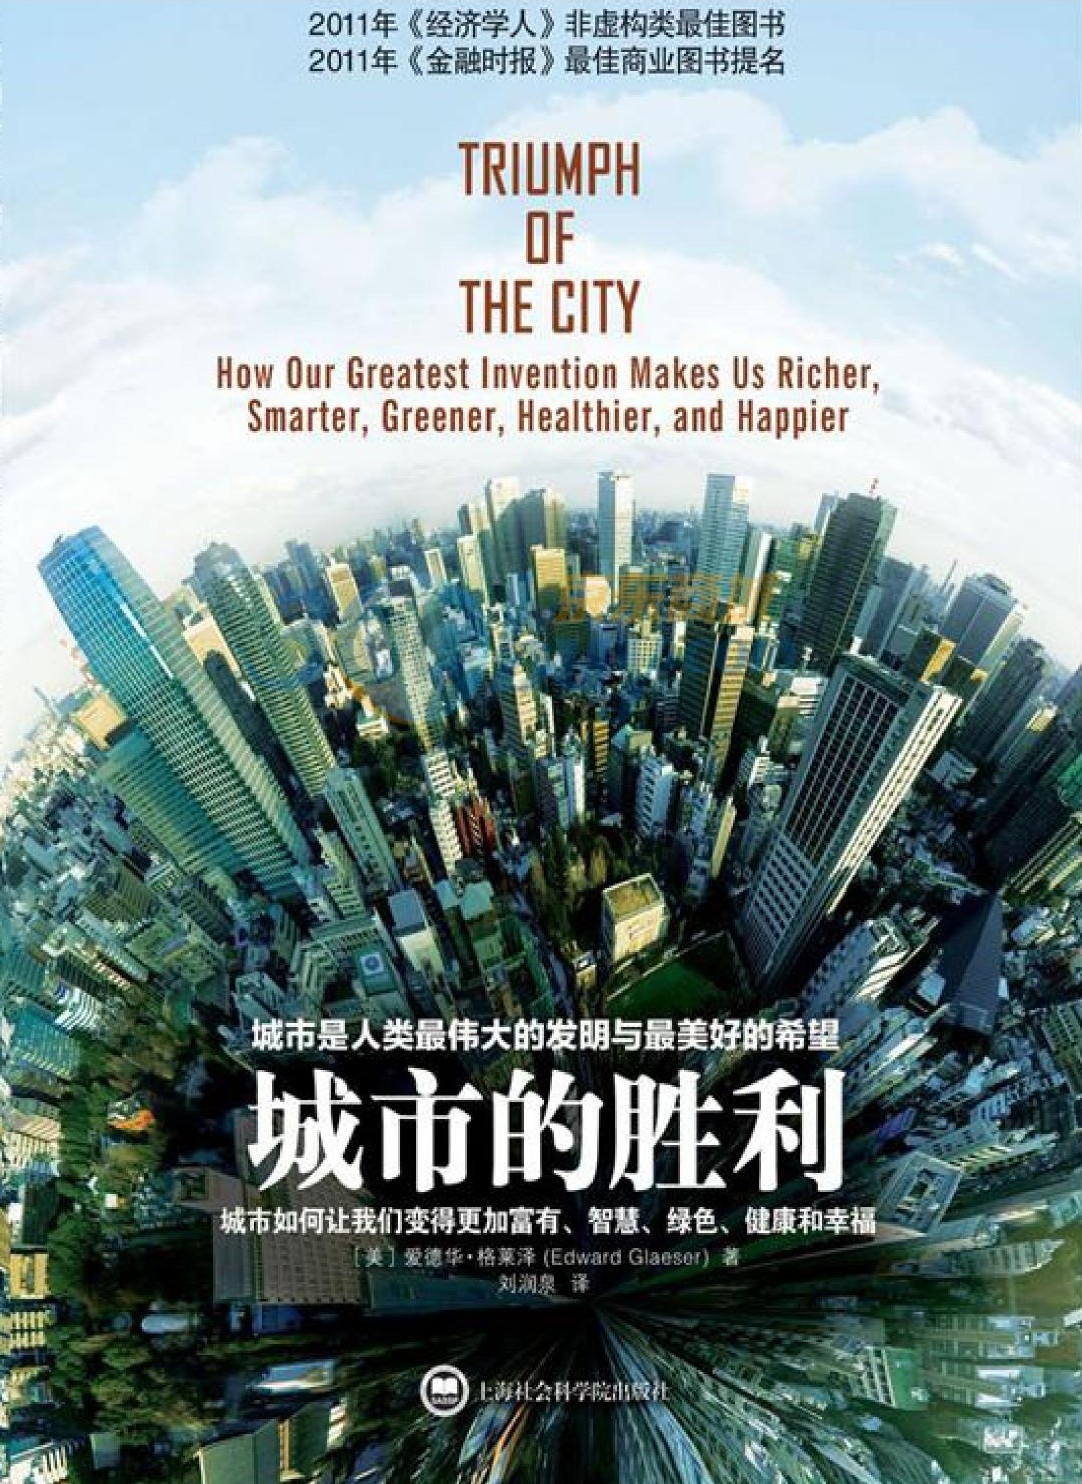 2011年《经济学人》非虚构类最佳图书
2011年《金融时报》最佳商业图书提名
TRIUMPH
OF
THE CITY
How Our Greatest Invention Makes Us Richer,
Smarter, Greener, Healthier, and Happier
城市是人类最伟大的发明与最美好的希望
城市的胜利
城市如何让我们变得更加富有、智慧、绿色、健康和幸福
[美] 爱德华·格莱泽 (Edward Glaeser) 著
刘润泉 译
上海社会科学院出版社